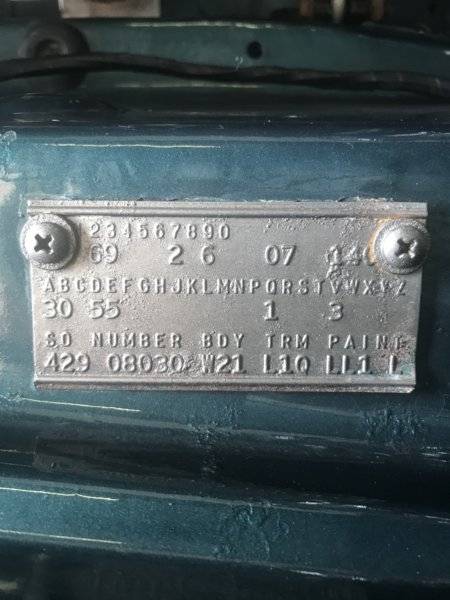 234567890
69 2 6 07
ABCDEFGHJKLMNPQRSTVWXYZ
30 55 1 3
SO NUMBER BDY TRM PAINT
429 08030 W21 L1Q LL1 L